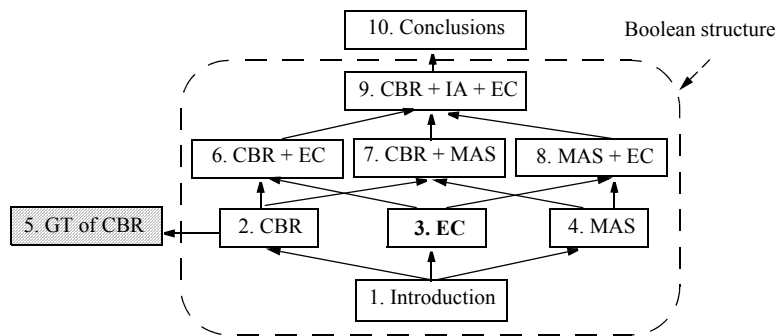 10. Conclusions
Boolean structure
9. CBR + IA + EC
6. CBR + EC
7. CBR + MAS
8. MAS + EC
5. GT of CBR
2. CBR
3. EC
4. MAS
1. Introduction